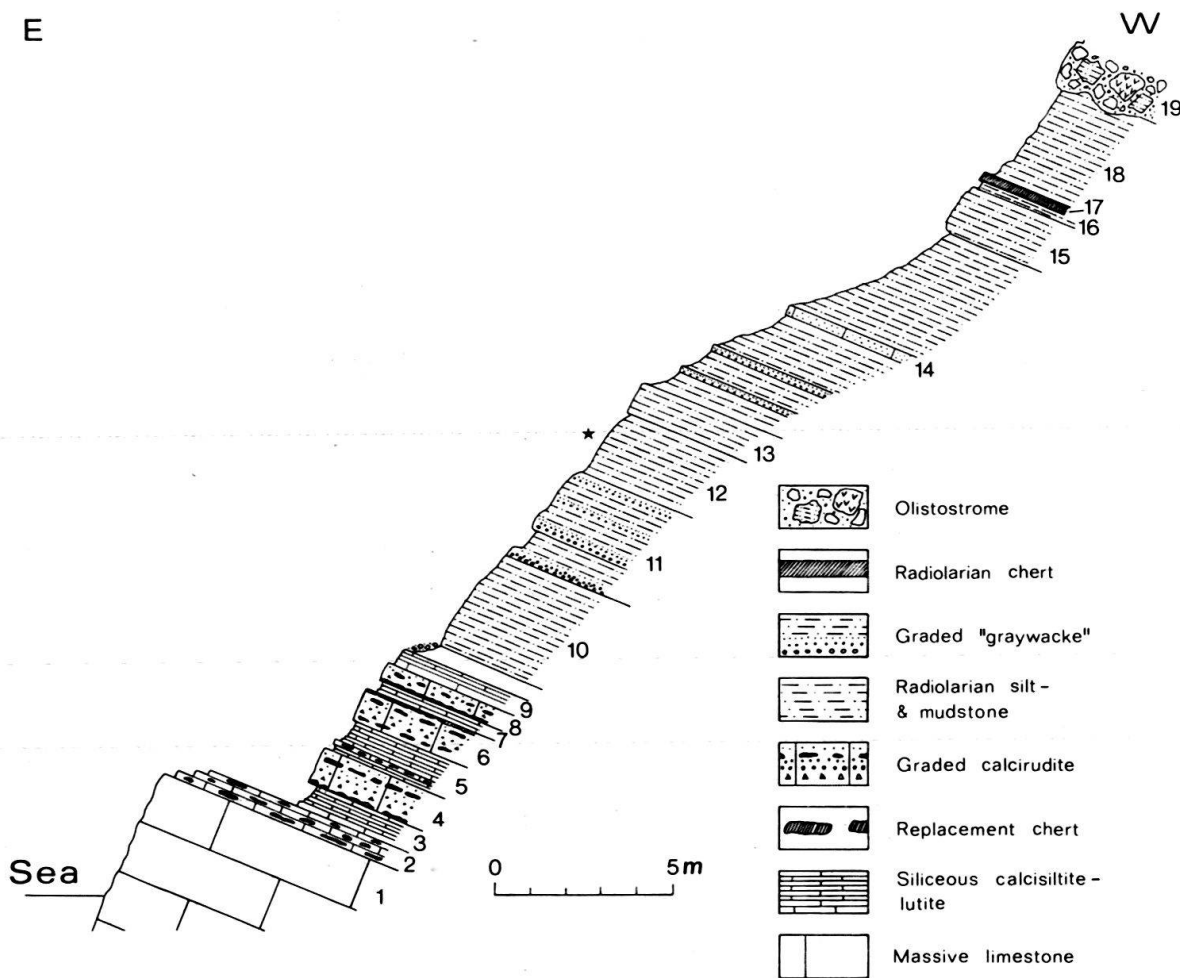 E
W
19
18
17
16
15
14
13
12
11
10
9
8
7
6
5
4
3
2
1
Sea
0 5m
Olistostrome
Radiolarian chert
Graded "graywacke"
Radiolarian silt-
& mudstone
Graded calcirudite
Replacement chert
Siliceous calcisiltite-
lutite
Massive limestone